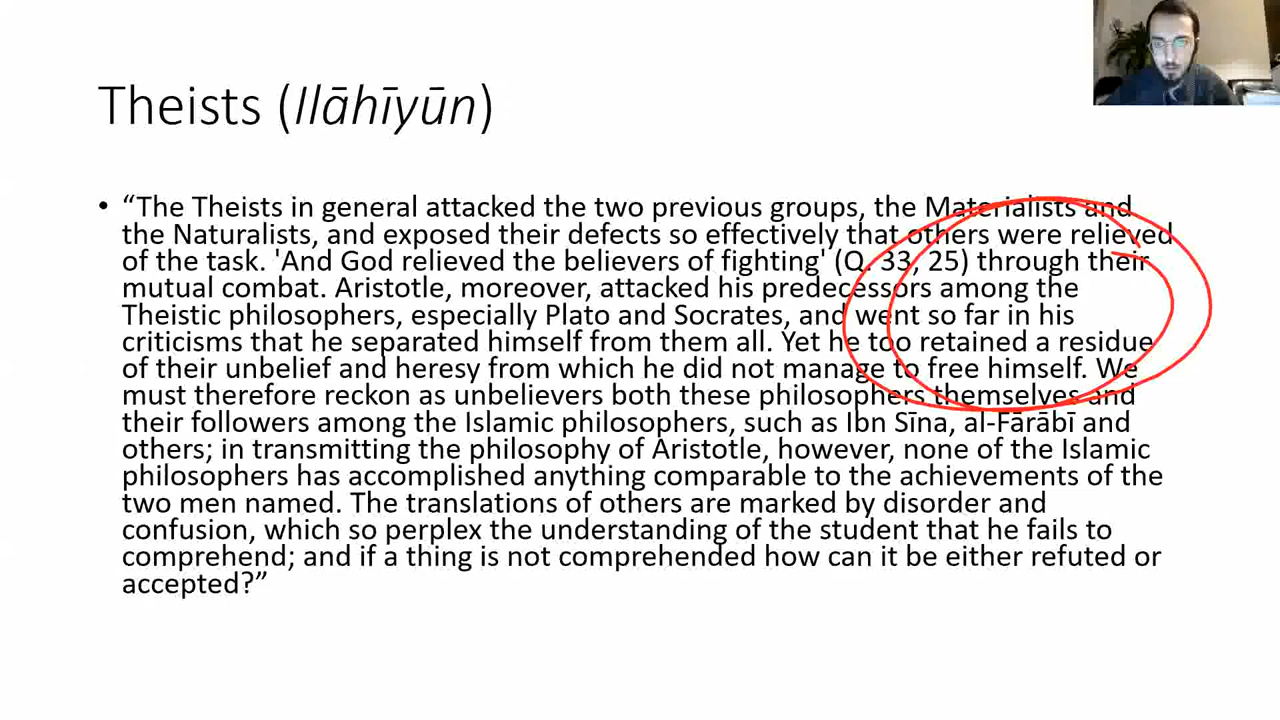 Theists (Ilāhīyūn)
• “The Theists in general attacked the two previous groups, the Materialists and
the Naturalists, and exposed their defects so effectively that others were relieved
of the task. 'And God relieved the believers of fighting' (Q. 33, 25) through their
mutual combat. Aristotle, moreover, attacked his predecessors among the
Theistic philosophers, especially Plato and Socrates, and went so far in his
criticisms that he separated himself from them all. Yet he too retained a residue
of their unbelief and heresy from which he did not manage to free himself. We
must therefore reckon as unbelievers both these philosophers themselves and
their followers among the Islamic philosophers, such as Ibn Sīna, al-Fārābī and
others; in transmitting the philosophy of Aristotle, however, none of the Islamic
philosophers has accomplished anything comparable to the achievements of the
two men named. The translations of others are marked by disorder and
confusion, which so perplex the understanding of the student that he fails to
comprehend; and if a thing is not comprehended how can it be either refuted or
accepted?”